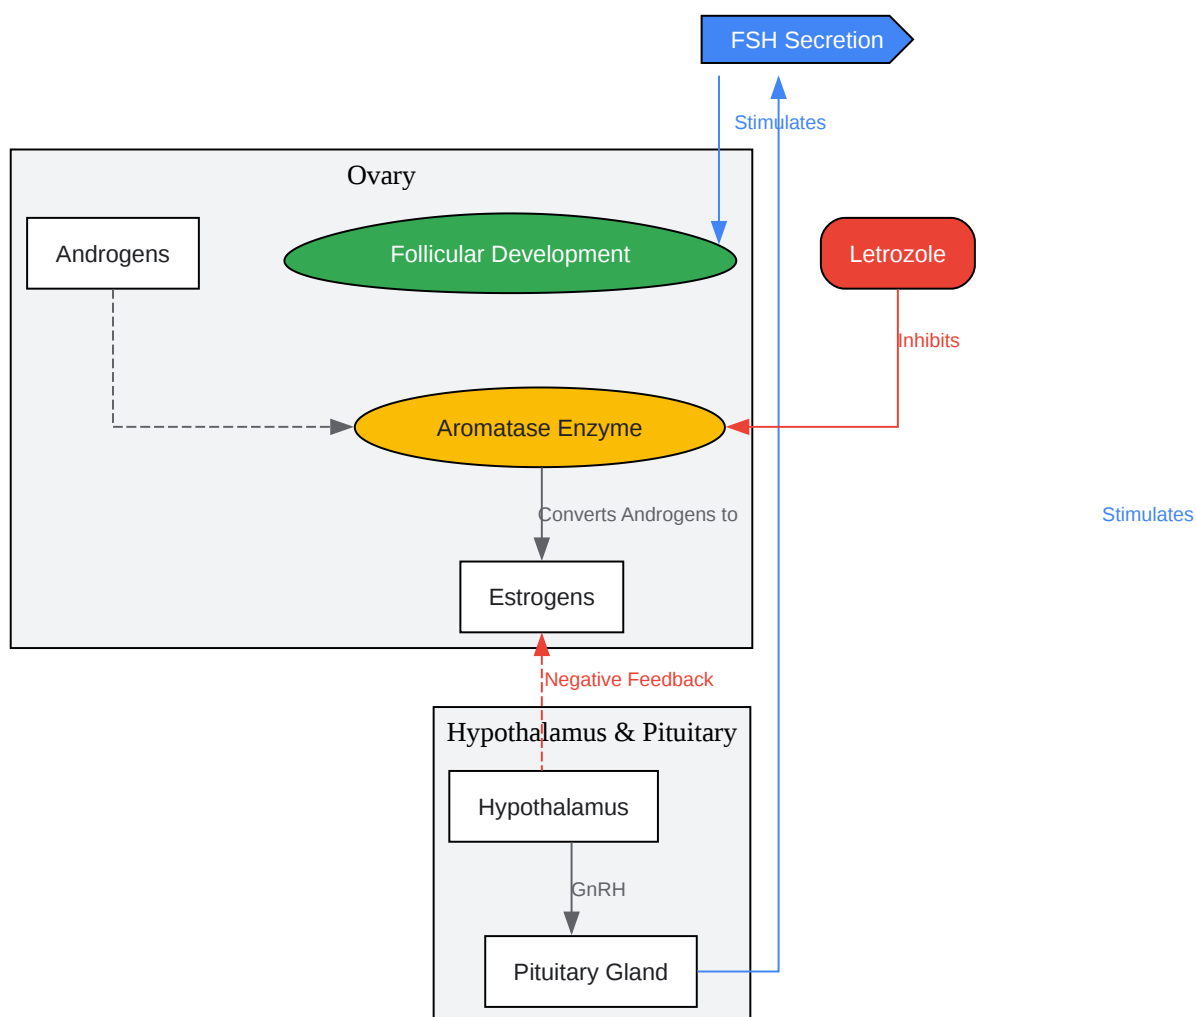 FSH Secretion
Stimulates
Ovary
Androgens
Follicular Development
Letrozole
Inhibits
Aromatase Enzyme
Converts Androgens to
Stimulates
Estrogens
Negative Feedback
Hypothalamus & Pituitary
Hypothalamus
GnRH
Pituitary Gland